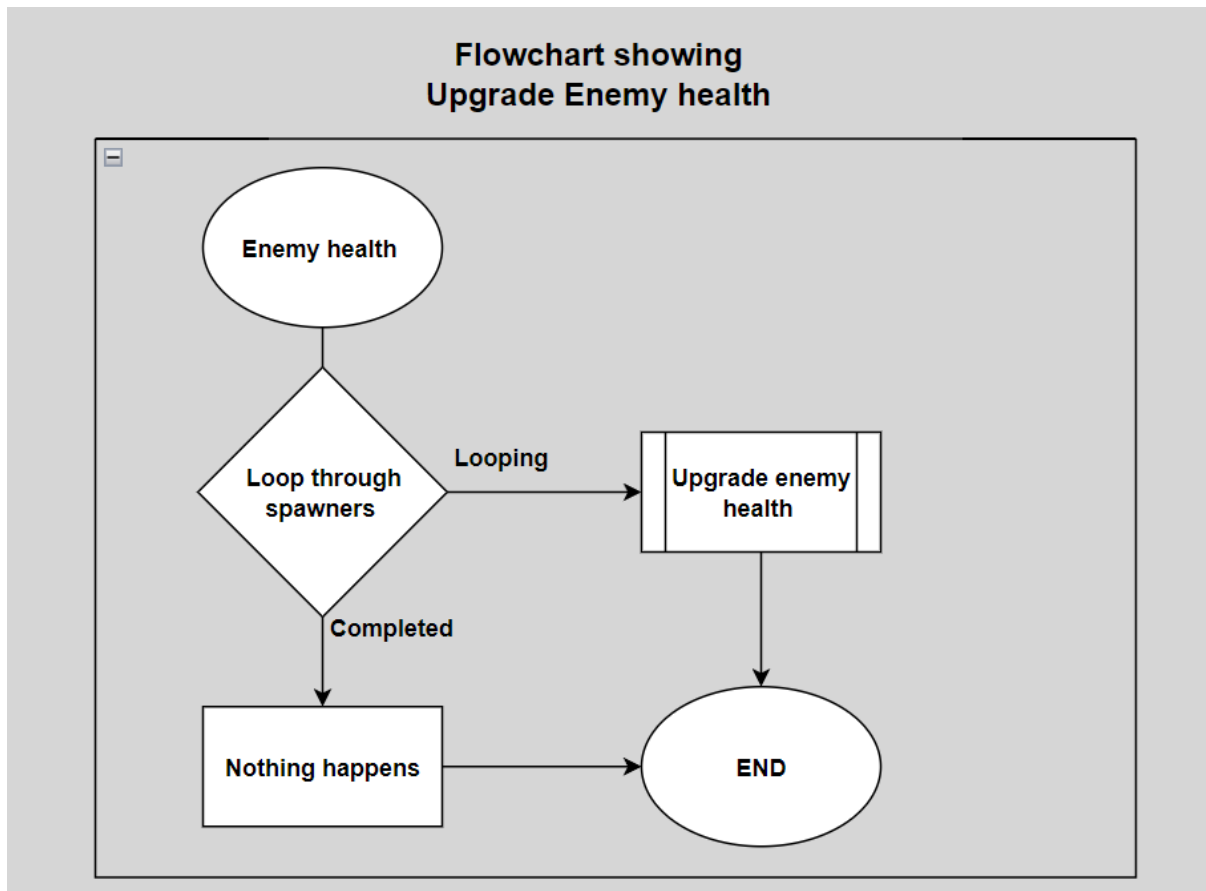 Flowchart showing
Upgrade Enemy health
Enemy health
Loop through
spawners
Looping
Upgrade enemy
health
Completed
Nothing happens
END